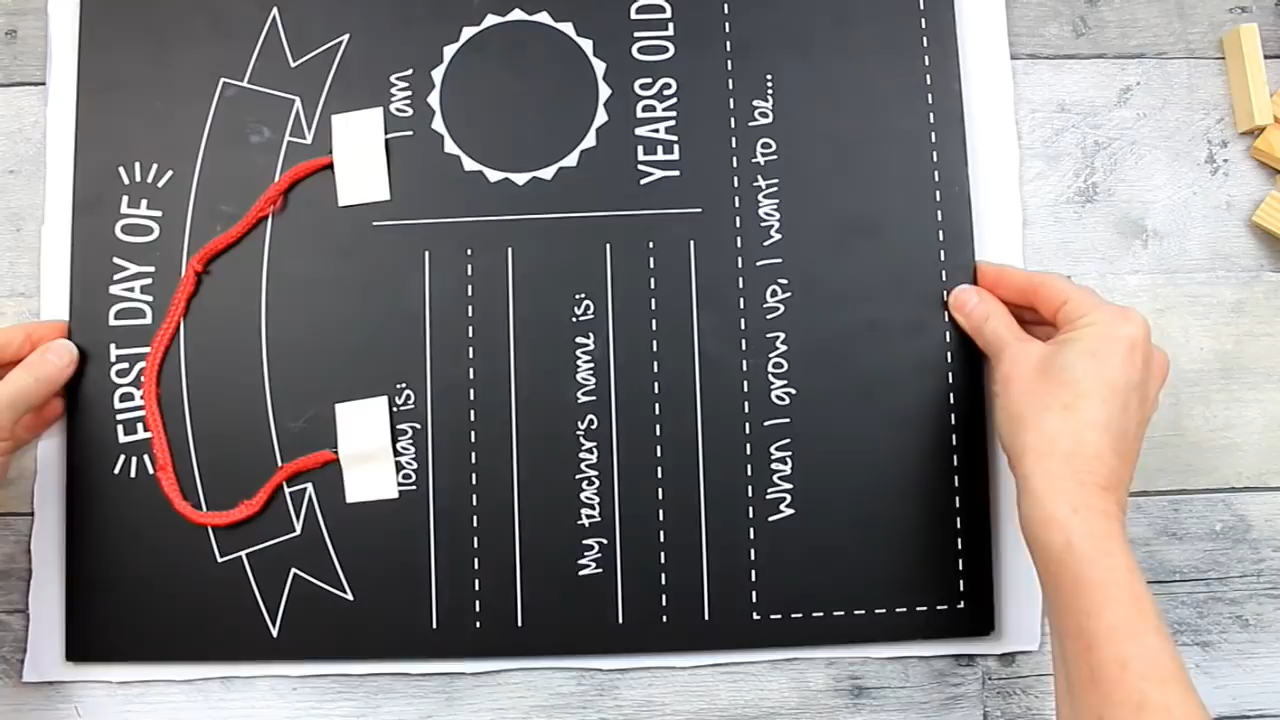 FIRST DAY OF
I am
YEARS OLD
Today is:
My teacher's name is:
When I grow up, I want to be...